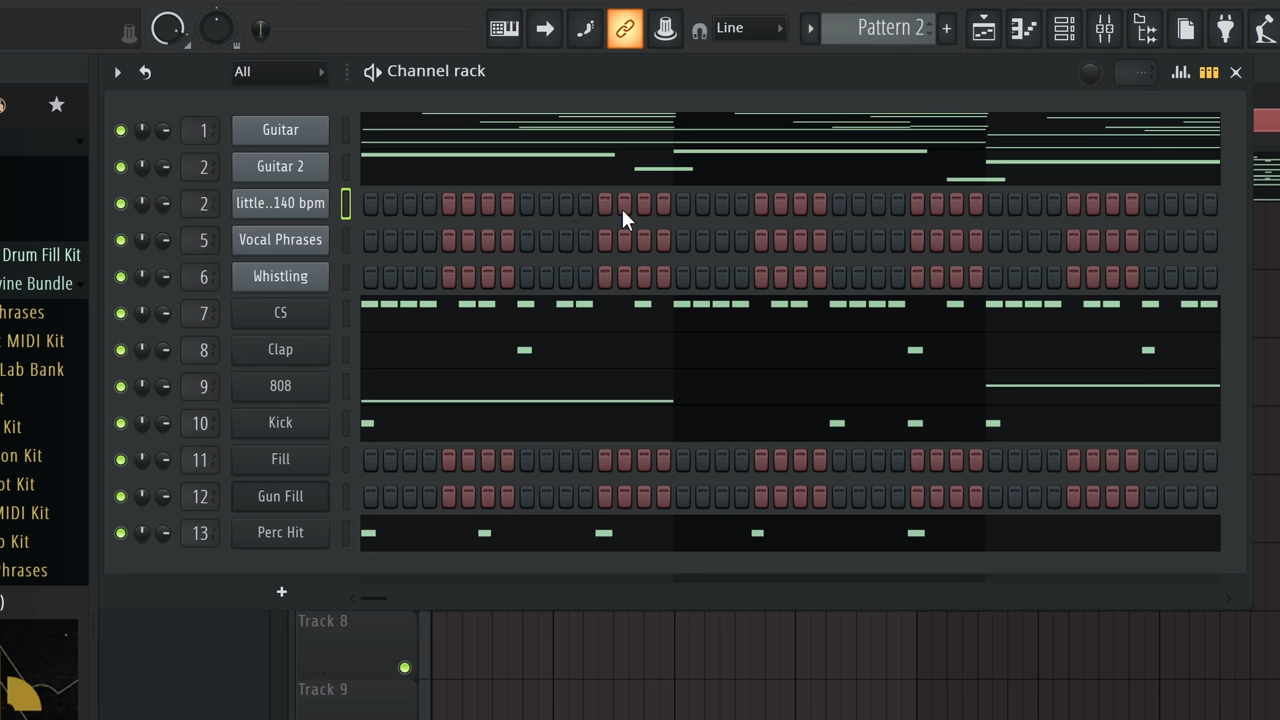 Line
Pattern 2
+
All
Channel rack
1 Guitar
2 Guitar 2
2 little..140 bpm
5 Vocal Phrases
6 Whistling
7 CS
8 Clap
9 808
10 Kick
11 Fill
12 Gun Fill
13 Perc Hit
+
Drum Fill Kit
vine Bundle
hrases
MIDI Kit
Lab Bank
t
Kit
on Kit
ot Kit
MIDI Kit
o Kit
Phrases
)
Track 8
Track 9